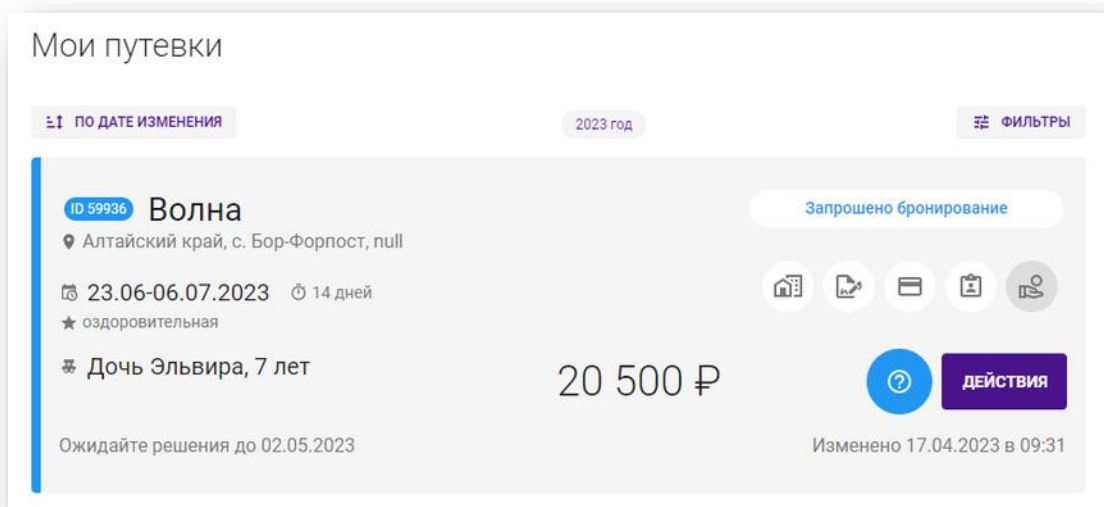 Мои путевки
ПО ДАТЕ ИЗМЕНЕНИЯ
2023 год
ФИЛЬТРЫ
ID 59936 Волна
Запрошено бронирование
Алтайский край, с. Бор-Форпост, null
23.06-06.07.2023 14 дней
оздоровительная
Дочь Эльвира, 7 лет
20 500 ₽
ДЕЙСТВИЯ
Ожидайте решения до 02.05.2023
Изменено 17.04.2023 в 09:31